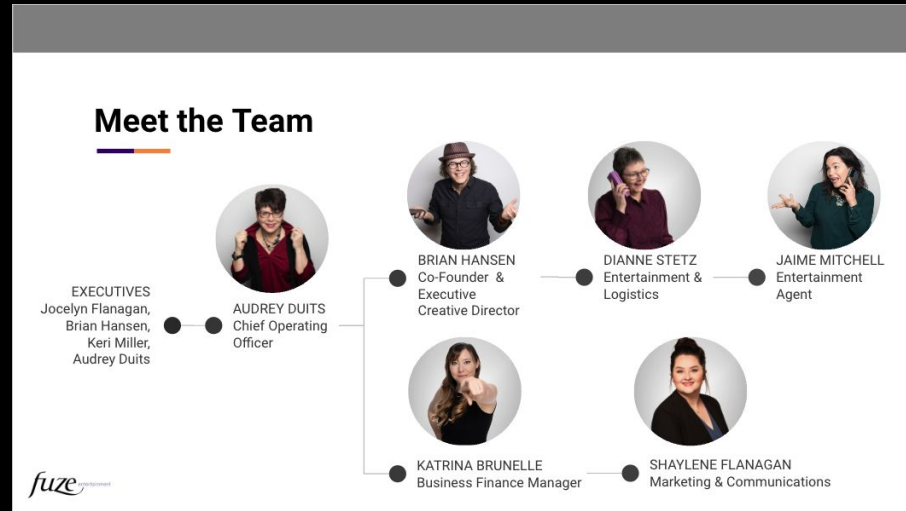 Meet the Team
EXECUTIVES
Jocelyn Flanagan,
Brian Hansen,
Keri Miller,
Audrey Duits
AUDREY DUITS
Chief Operating
Officer
BRIAN HANSEN
Co-Founder &
Executive
Creative Director
DIANNE STETZ
Entertainment &
Logistics
JAIME MITCHELL
Entertainment
Agent
KATRINA BRUNELLE
Business Finance Manager
SHAYLENE FLANAGAN
Marketing & Communications
fuze entertainment